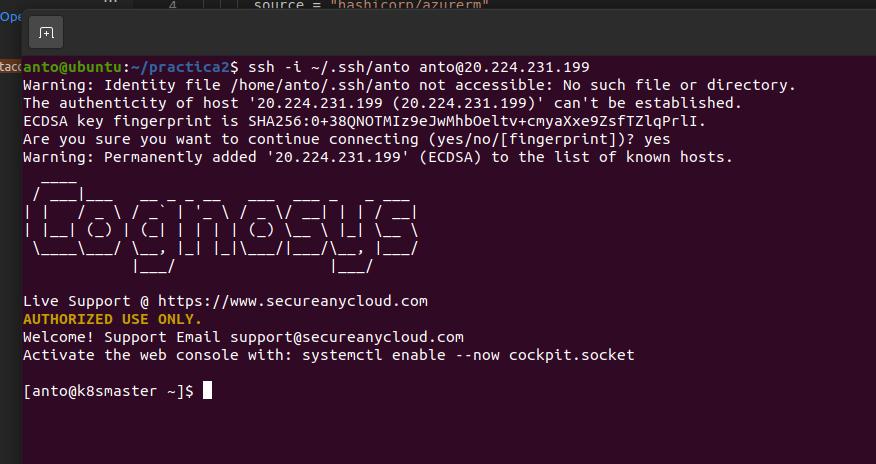 4 source = "hashicorp/azurerm"
Ope
tacc
anto@ubuntu:~/practica2$ ssh -i ~/.ssh/anto anto@20.224.231.199
Warning: Identity file /home/anto/.ssh/anto not accessible: No such file or directory.
The authenticity of host '20.224.231.199 (20.224.231.199)' can't be established.
ECDSA key fingerprint is SHA256:0+38QNOTMIz9eJwMhbOeltv+cmyaXxe9ZsfTZlqPrlI.
Are you sure you want to continue connecting (yes/no/[fingerprint])? yes
Warning: Permanently added '20.224.231.199' (ECDSA) to the list of known hosts.
Cognosys
Live Support @ https://www.secureanycloud.com
AUTHORIZED USE ONLY.
Welcome! Support Email support@secureanycloud.com
Activate the web console with: systemctl enable --now cockpit.socket
[anto@k8smaster ~]$